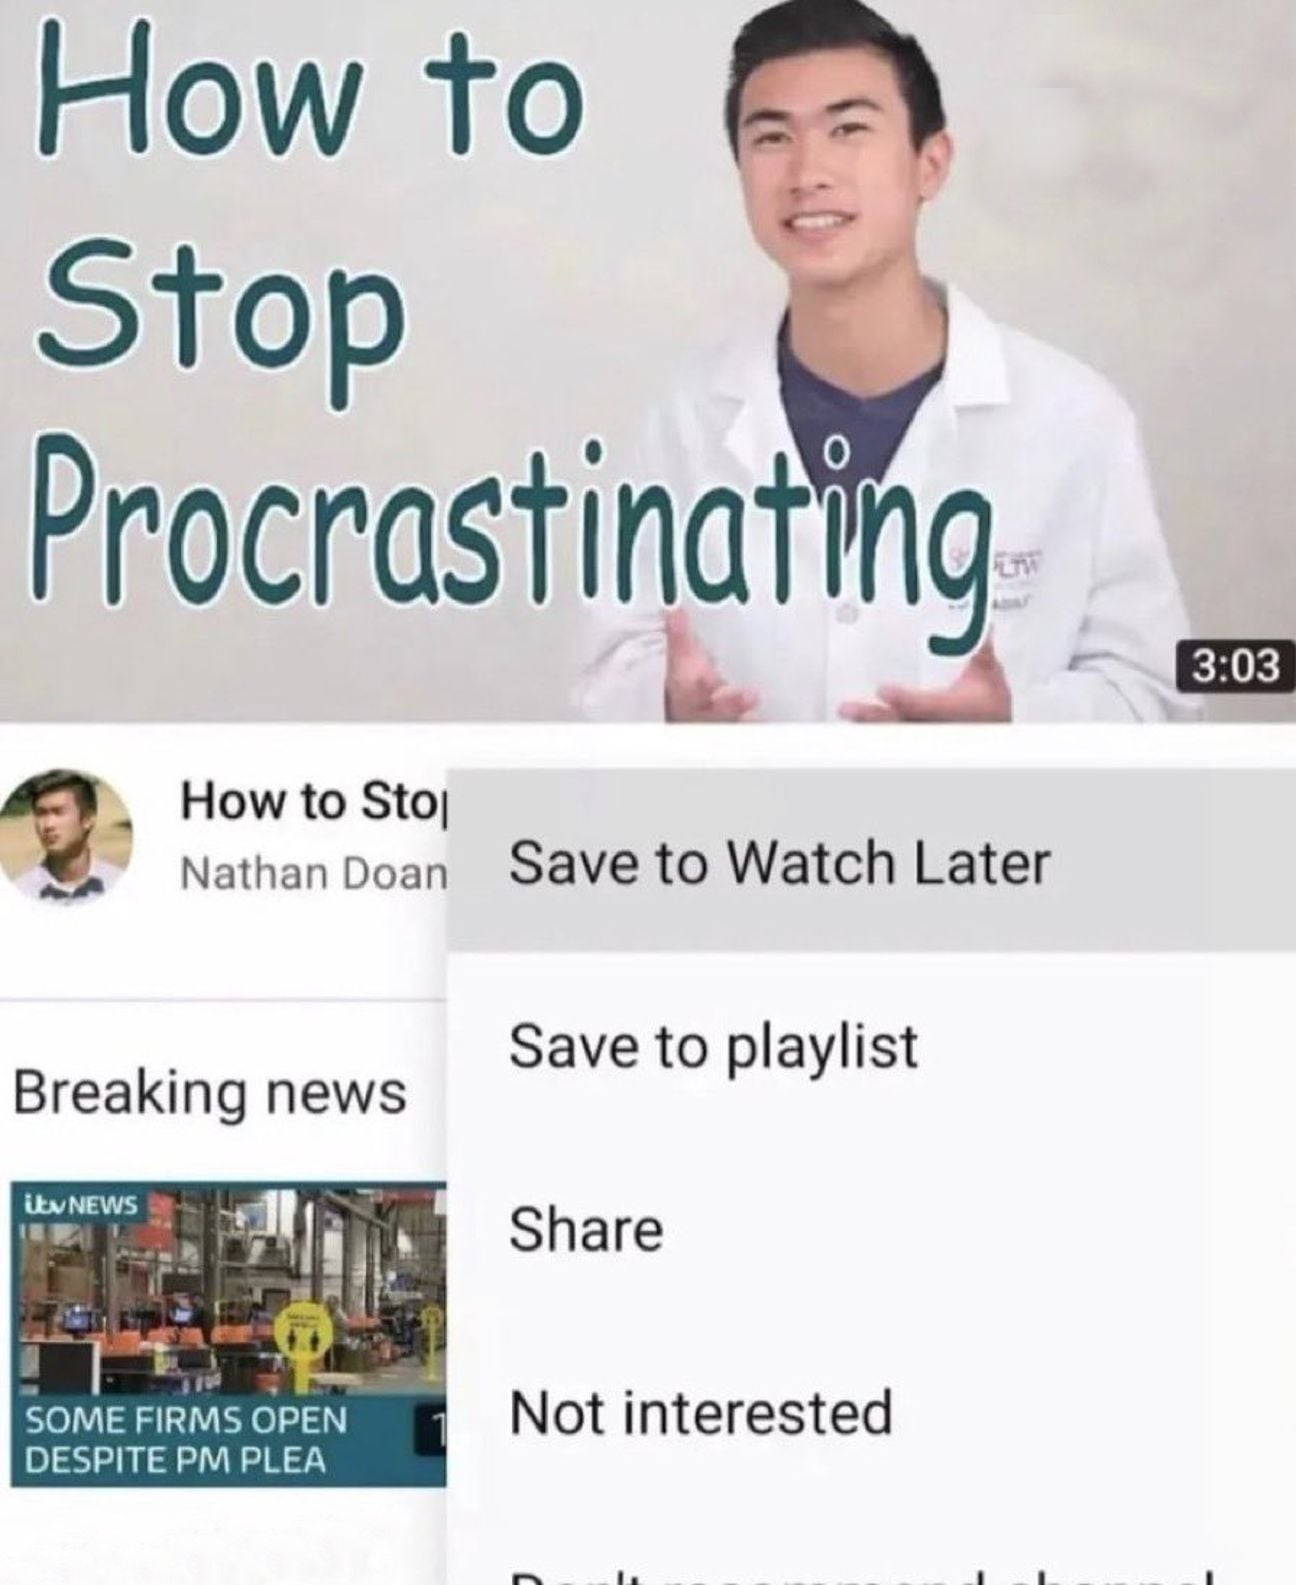 How to
Stop
Procrastinating
3:03
How to Sto
Nathan Doan
Save to Watch Later
Save to playlist
Breaking news
Share
itv NEWS
Not interested
SOME FIRMS OPEN
DESPITE PM PLEA